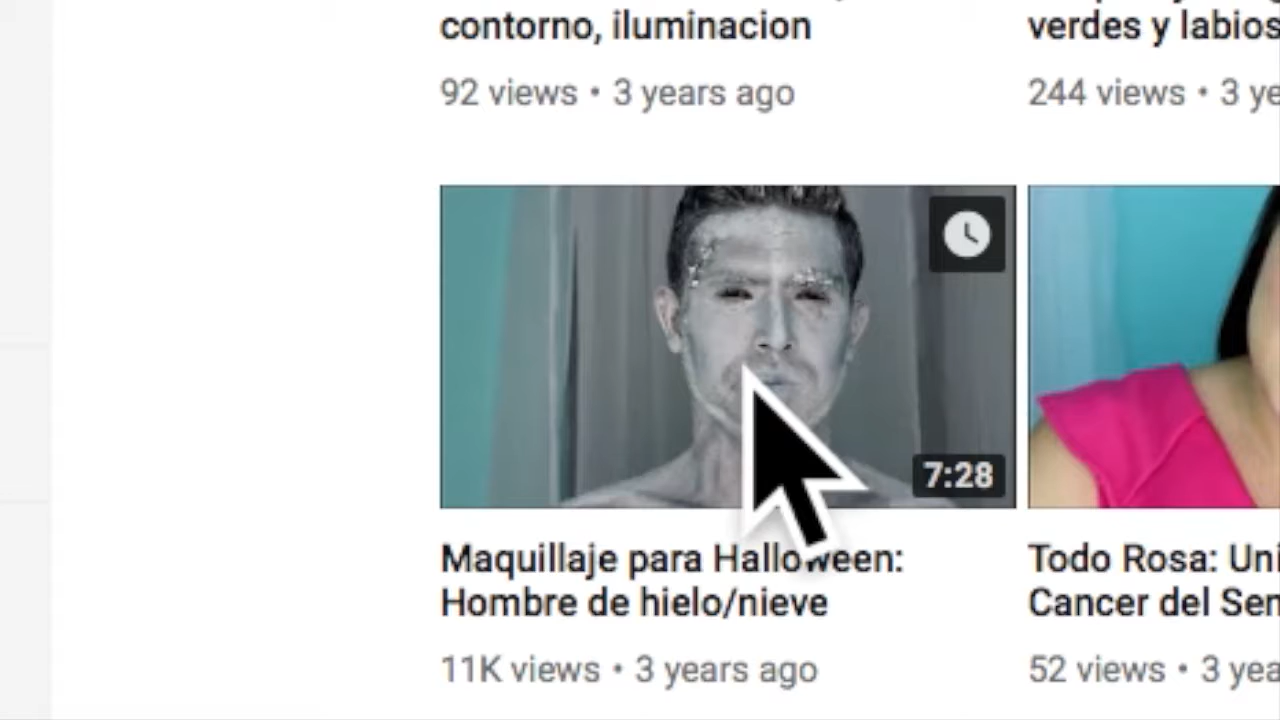 contorno, iluminacion
verdes y labios
92 views • 3 years ago
244 views • 3 ye
7:28
Maquillaje para Halloween:
Hombre de hielo/nieve
Todo Rosa: Uni
Cancer del Sen
11K views • 3 years ago
52 views • 3 yea